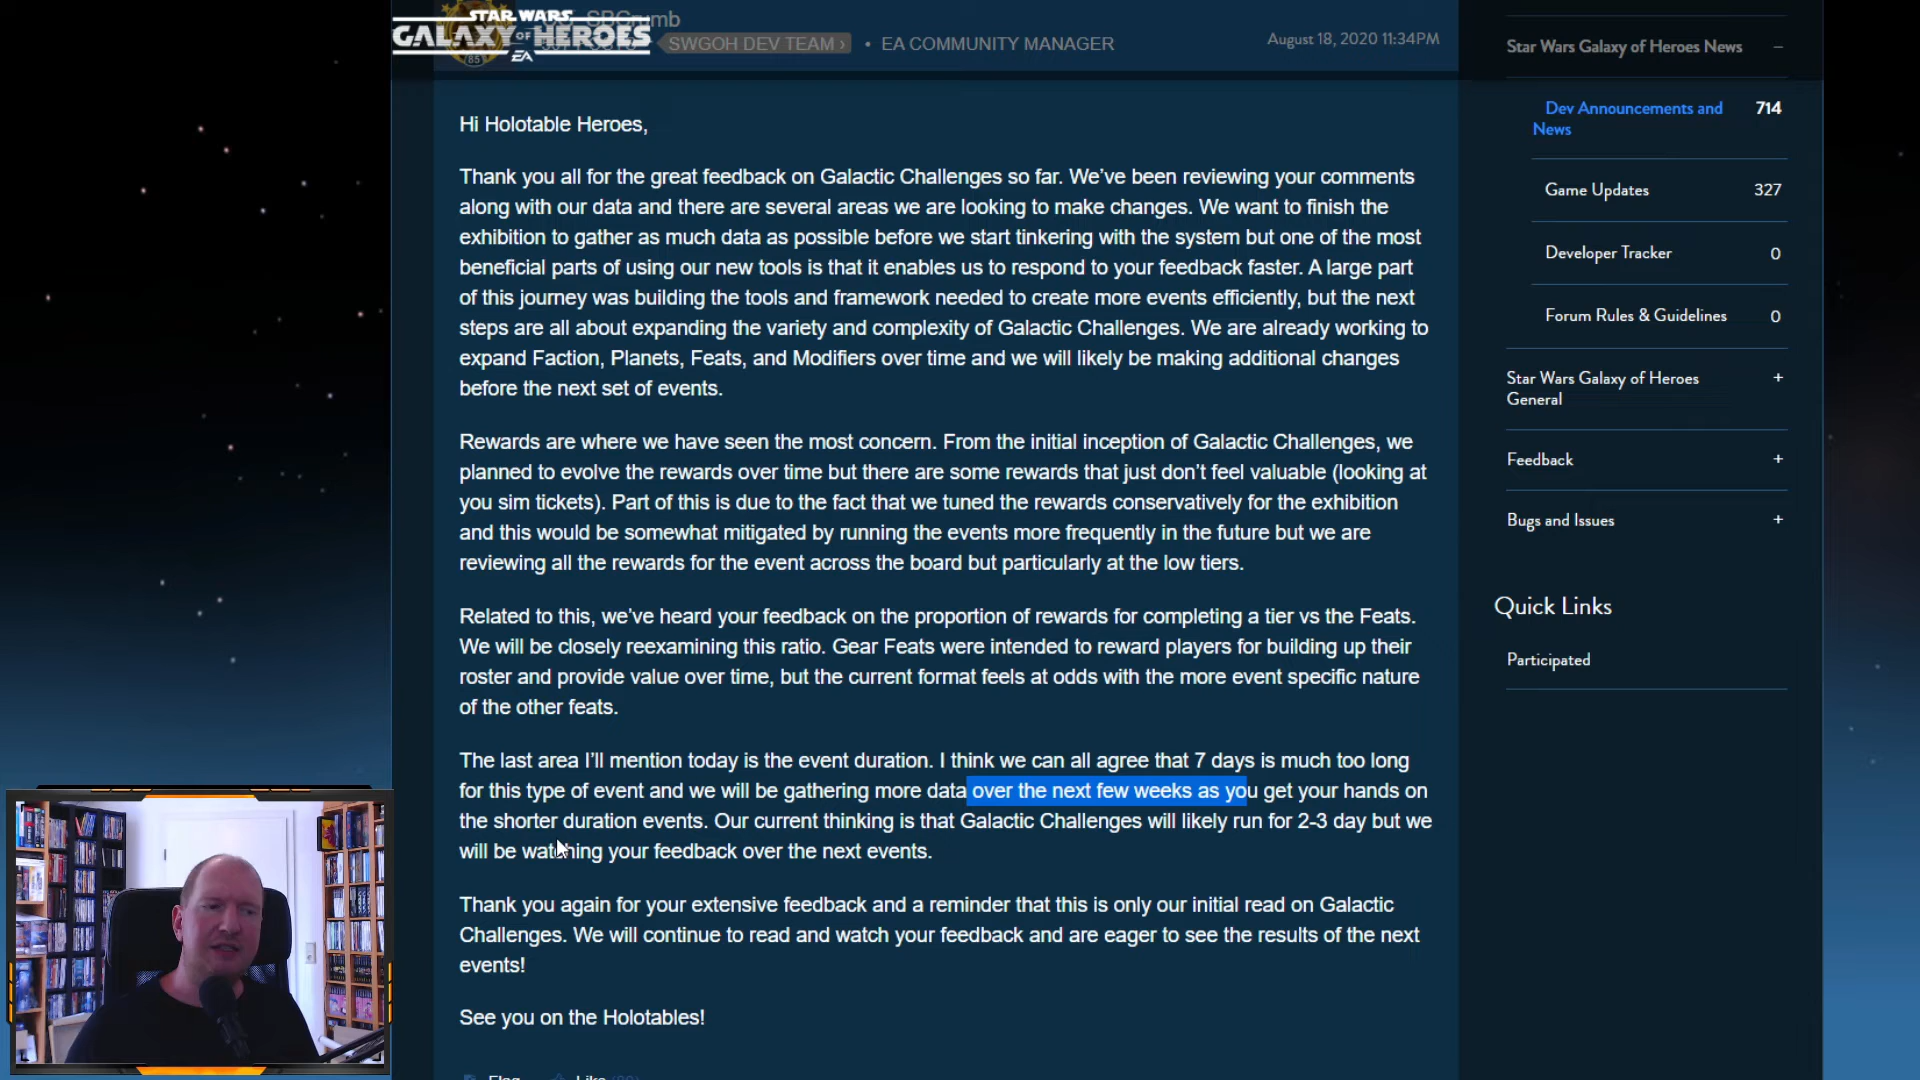 STAR WARS
GALAXY OF HEROES
EA
SBCrumb
SWGOH DEV TEAM › • EA COMMUNITY MANAGER
August 18, 2020 11:34PM
85
Hi Holotable Heroes,
Thank you all for the great feedback on Galactic Challenges so far. We've been reviewing your comments
along with our data and there are several areas we are looking to make changes. We want to finish the
exhibition to gather as much data as possible before we start tinkering with the system but one of the most
beneficial parts of using our new tools is that it enables us to respond to your feedback faster. A large part
of this journey was building the tools and framework needed to create more events efficiently, but the next
steps are all about expanding the variety and complexity of Galactic Challenges. We are already working to
expand Faction, Planets, Feats, and Modifiers over time and we will likely be making additional changes
before the next set of events.
Rewards are where we have seen the most concern. From the initial inception of Galactic Challenges, we
planned to evolve the rewards over time but there are some rewards that just don't feel valuable (looking at
you sim tickets). Part of this is due to the fact that we tuned the rewards conservatively for the exhibition
and this would be somewhat mitigated by running the events more frequently in the future but we are
reviewing all the rewards for the event across the board but particularly at the low tiers.
Related to this, we've heard your feedback on the proportion of rewards for completing a tier vs the Feats.
We will be closely reexamining this ratio. Gear Feats were intended to reward players for building up their
roster and provide value over time, but the current format feels at odds with the more event specific nature
of the other feats.
The last area I'll mention today is the event duration. I think we can all agree that 7 days is much too long
for this type of event and we will be gathering more data over the next few weeks as you get your hands on
the shorter duration events. Our current thinking is that Galactic Challenges will likely run for 2-3 day but we
will be watching your feedback over the next events.
Thank you again for your extensive feedback and a reminder that this is only our initial read on Galactic
Challenges. We will continue to read and watch your feedback and are eager to see the results of the next
events!
See you on the Holotables!
Flag Like
Star Wars Galaxy of Heroes News –
Dev Announcements and 714
News
Game Updates 327
Developer Tracker 0
Forum Rules & Guidelines 0
Star Wars Galaxy of Heroes +
General
Feedback +
Bugs and Issues +
Quick Links
Participated